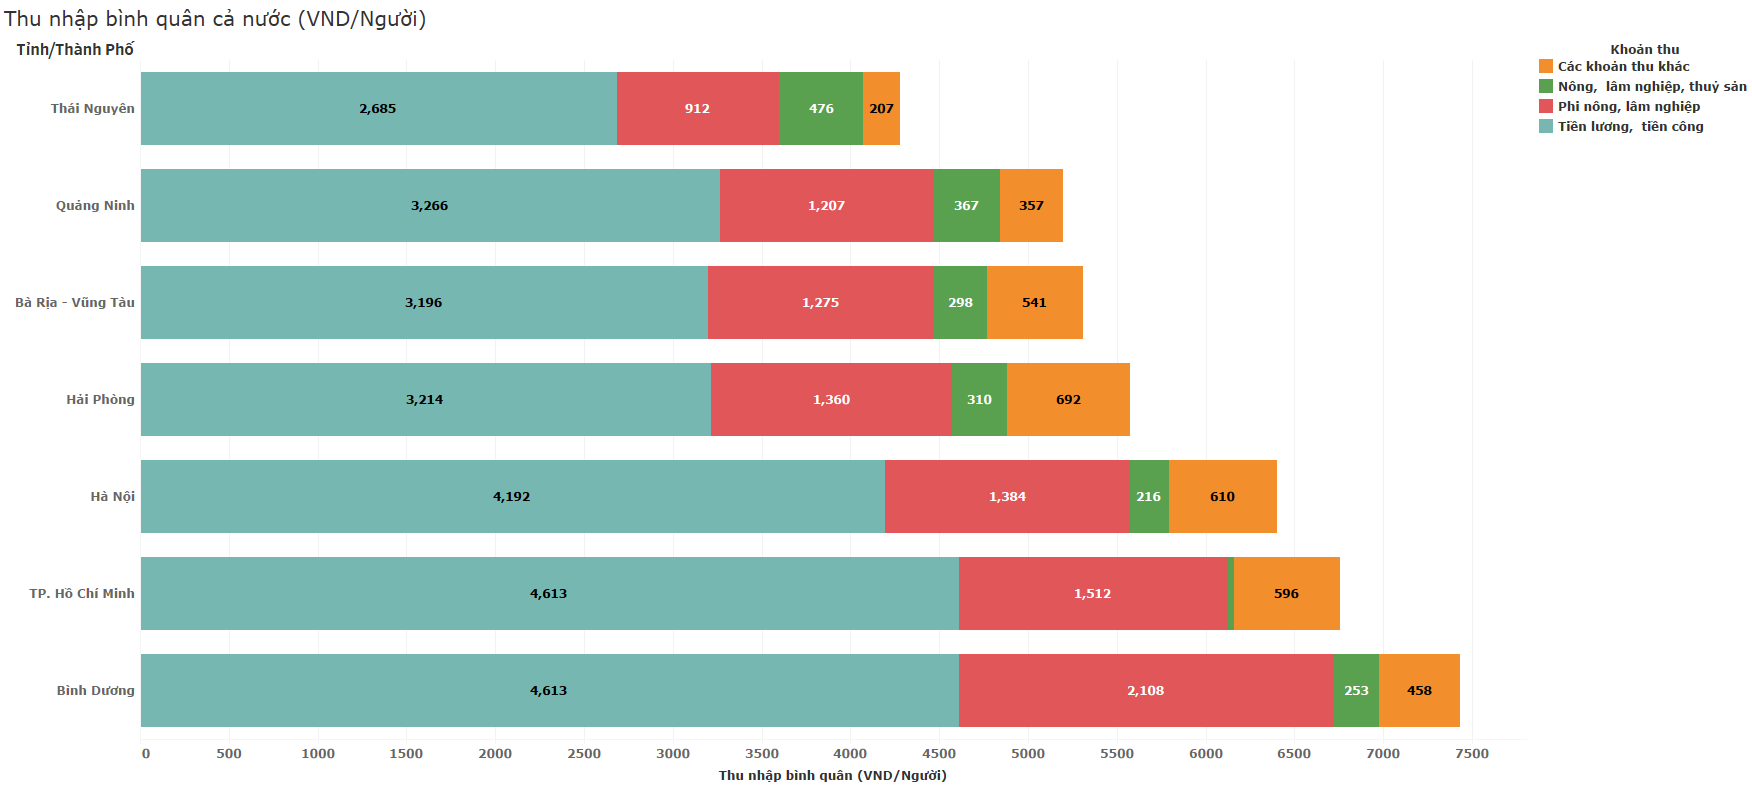 Thu nhập bình quân cả nước (VND/Người)
Tỉnh/Thành Phố
Khoản thu
Các khoản thu khác
Nông, lâm nghiệp, thuỷ sản
Phi nông, lâm nghiệp
Tiền lương, tiền công
Thái Nguyên 2,685 912 476 207
Quảng Ninh 3,266 1,207 367 357
Bà Rịa - Vũng Tàu 3,196 1,275 298 541
Hải Phòng 3,214 1,360 310 692
Hà Nội 4,192 1,384 216 610
TP. Hồ Chí Minh 4,613 1,512 596
Bình Dương 4,613 2,108 253 458
0 500 1000 1500 2000 2500 3000 3500 4000 4500 5000 5500 6000 6500 7000 7500
Thu nhập bình quân (VND/Người)